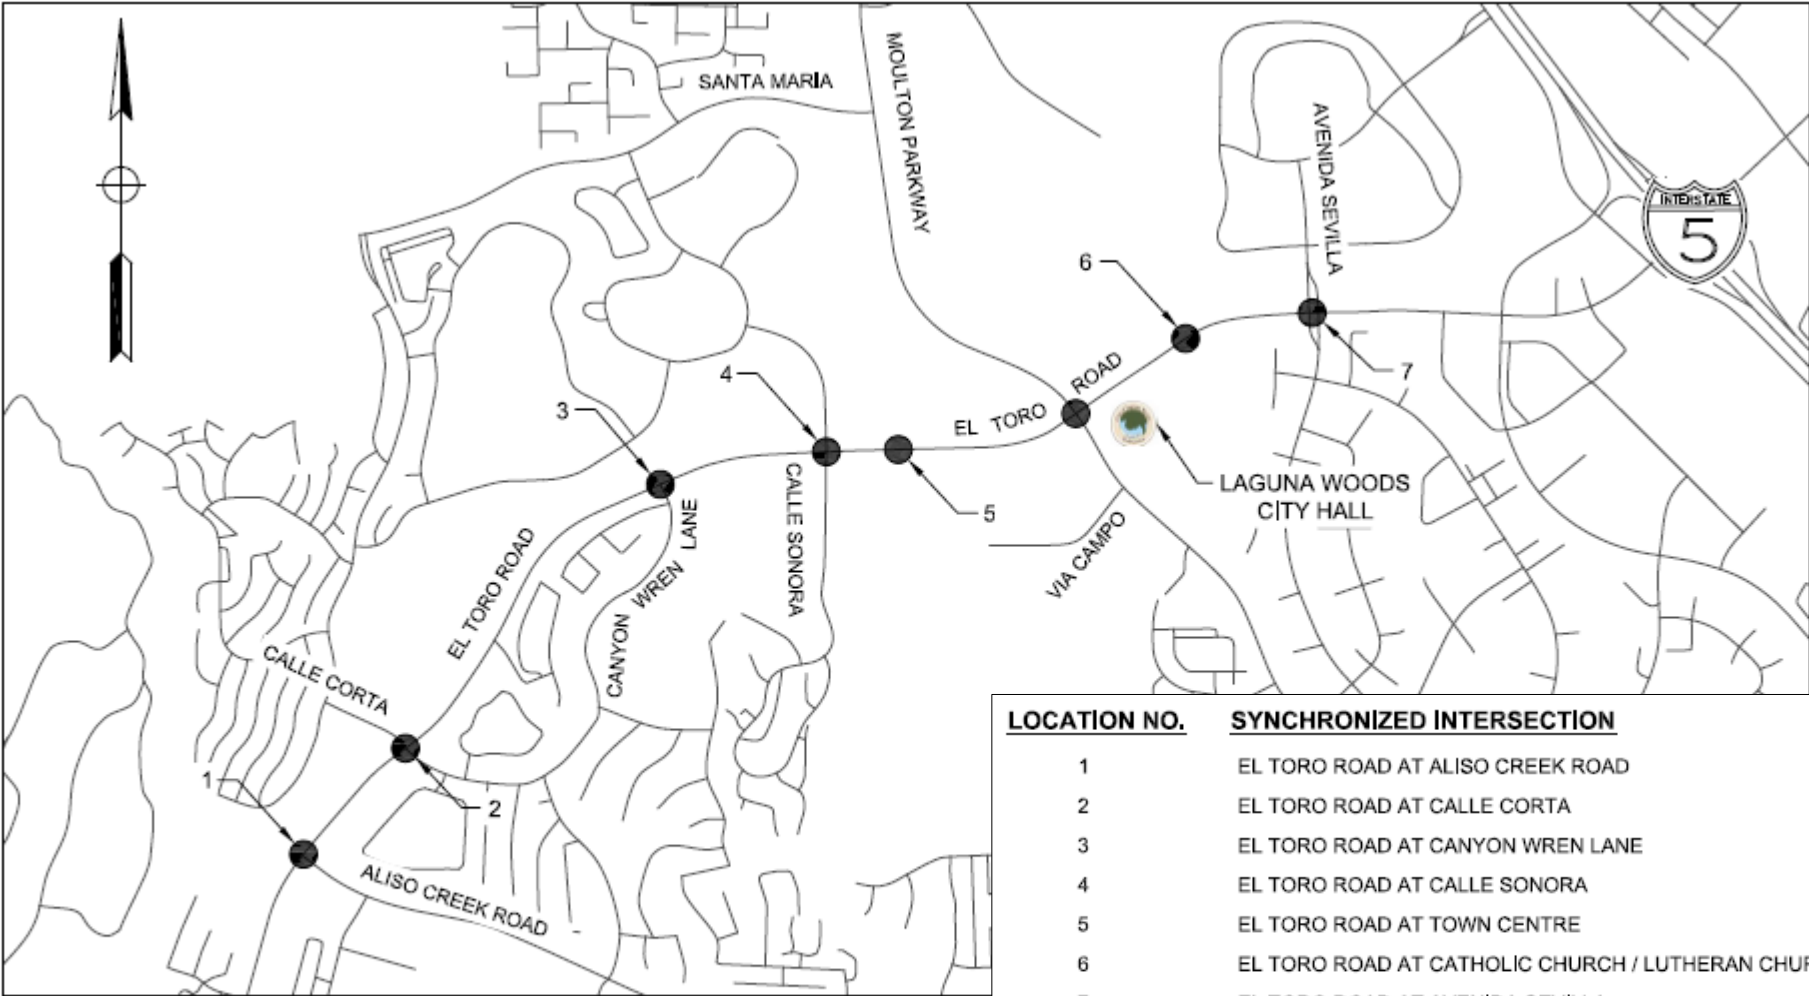 SANTA MARIA
MOULTON PARKWAY
AVENIDA SEVILLA
INTERSTATE
5
6
7
4
3
EL TORO ROAD
5
LAGUNA WOODS
CITY HALL
VIA CAMPO
CALLE SONORA
CANYON WREN LANE
EL TORO ROAD
CALLE CORTA
1
2
ALISO CREEK ROAD
LOCATION NO. SYNCHRONIZED INTERSECTION
1 EL TORO ROAD AT ALISO CREEK ROAD
2 EL TORO ROAD AT CALLE CORTA
3 EL TORO ROAD AT CANYON WREN LANE
4 EL TORO ROAD AT CALLE SONORA
5 EL TORO ROAD AT TOWN CENTRE
6 EL TORO ROAD AT CATHOLIC CHURCH / LUTHERAN